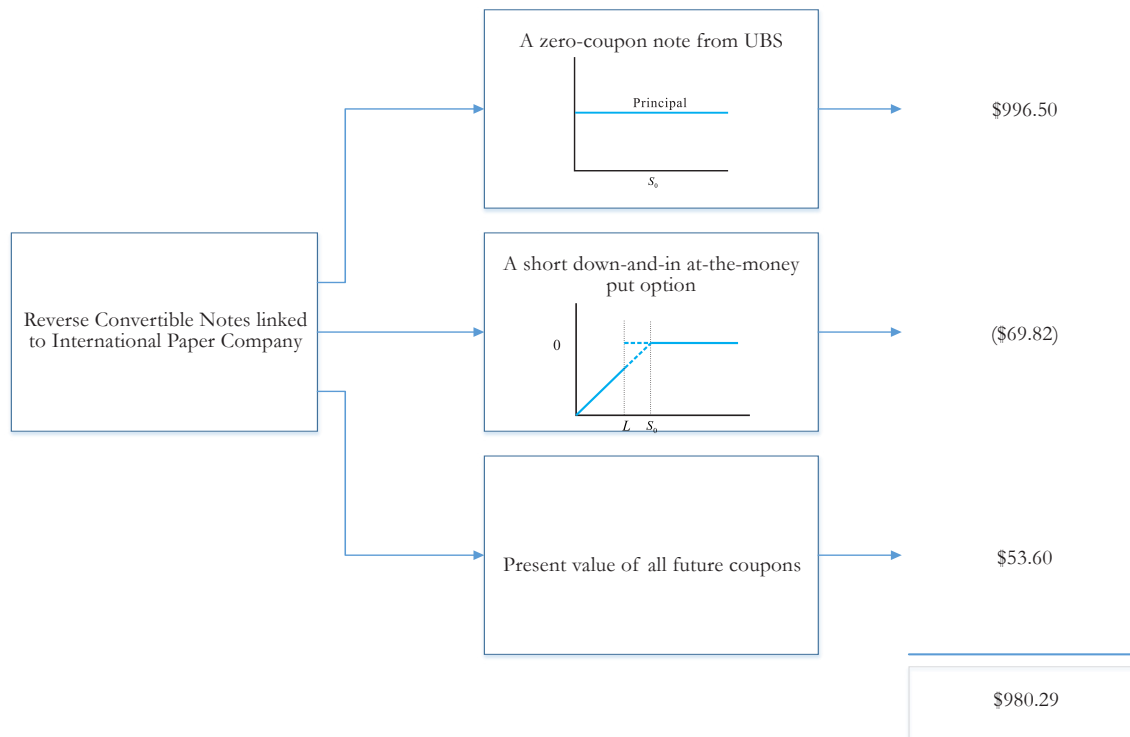 A zero-coupon note from UBS
Principal
S₀
$996.50
Reverse Convertible Notes linked
to International Paper Company
A short down-and-in at-the-money
put option
0
L S₀
($69.82)
Present value of all future coupons
$53.60
$980.29